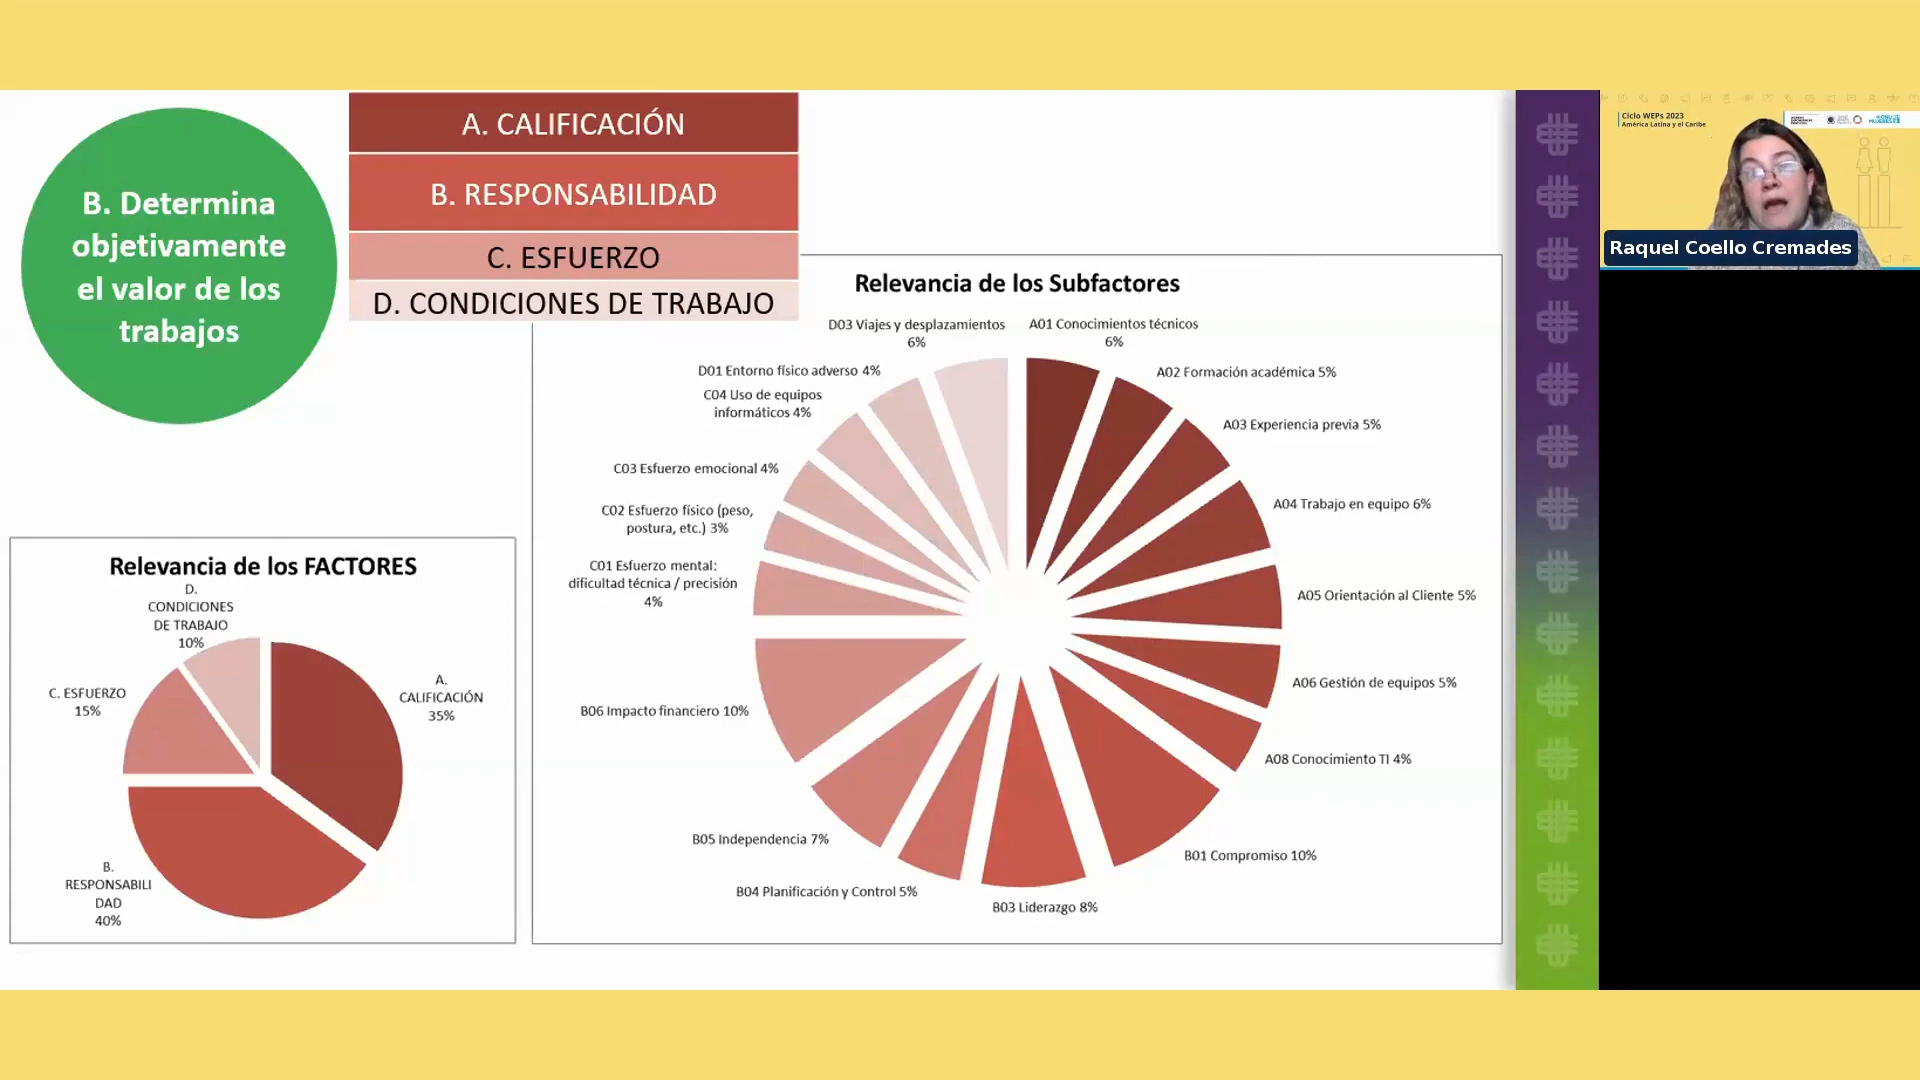 B. Determina
objetivamente
el valor de los
trabajos
A. CALIFICACIÓN
B. RESPONSABILIDAD
C. ESFUERZO
D. CONDICIONES DE TRABAJO
Relevancia de los FACTORES
D.
CONDICIONES
DE TRABAJO
10%
C. ESFUERZO
15%
A.
CALIFICACIÓN
35%
B.
RESPONSABILI
DAD
40%
Relevancia de los Subfactores
D03 Viajes y desplazamientos
6%
A01 Conocimientos técnicos
6%
D01 Entorno físico adverso 4%
A02 Formación académica 5%
C04 Uso de equipos
informáticos 4%
A03 Experiencia previa 5%
C03 Esfuerzo emocional 4%
A04 Trabajo en equipo 6%
C02 Esfuerzo físico (peso,
postura, etc.) 3%
C01 Esfuerzo mental:
dificultad técnica / precisión
4%
A05 Orientación al Cliente 5%
A06 Gestión de equipos 5%
B06 Impacto financiero 10%
A08 Conocimiento TI 4%
B05 Independencia 7%
B01 Compromiso 10%
B04 Planificación y Control 5%
B03 Liderazgo 8%
Ciclo WEPs 2023
América Latina y el Caribe
Raquel Coello Cremades